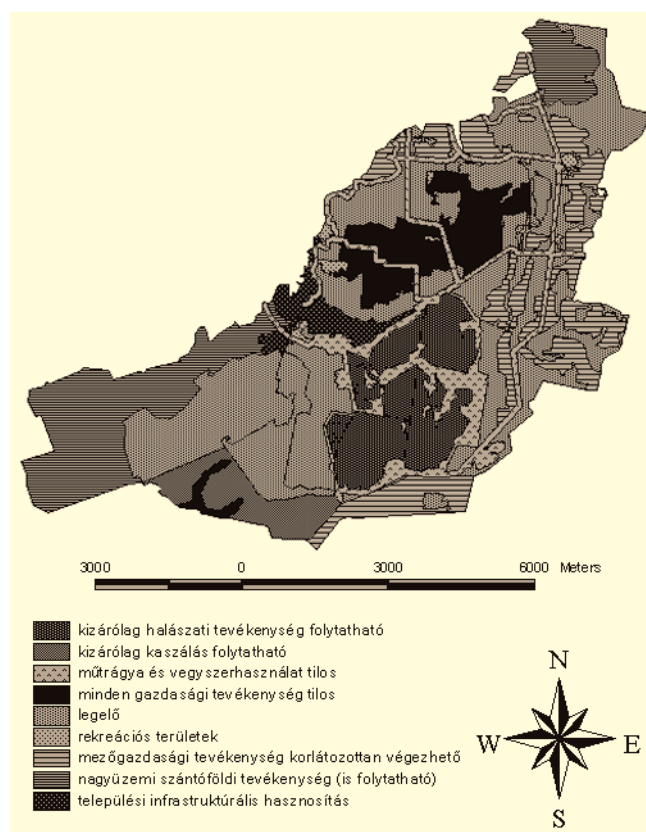 3000 0 3000 6000 Meters
kizárólag halászati tevékenység folytatható
kizárólag kaszálás folytatható
műtrágya és vegyszerhasználat tilos
minden gazdasági tevékenység tilos
legelő
rekreációs területek
mezőgazdasági tevékenység korlátozottan végezhető
nagyüzemi szántóföldi tevékenység (is folytatható)
települési infrastruktúrális hasznosítás
N
W E
S